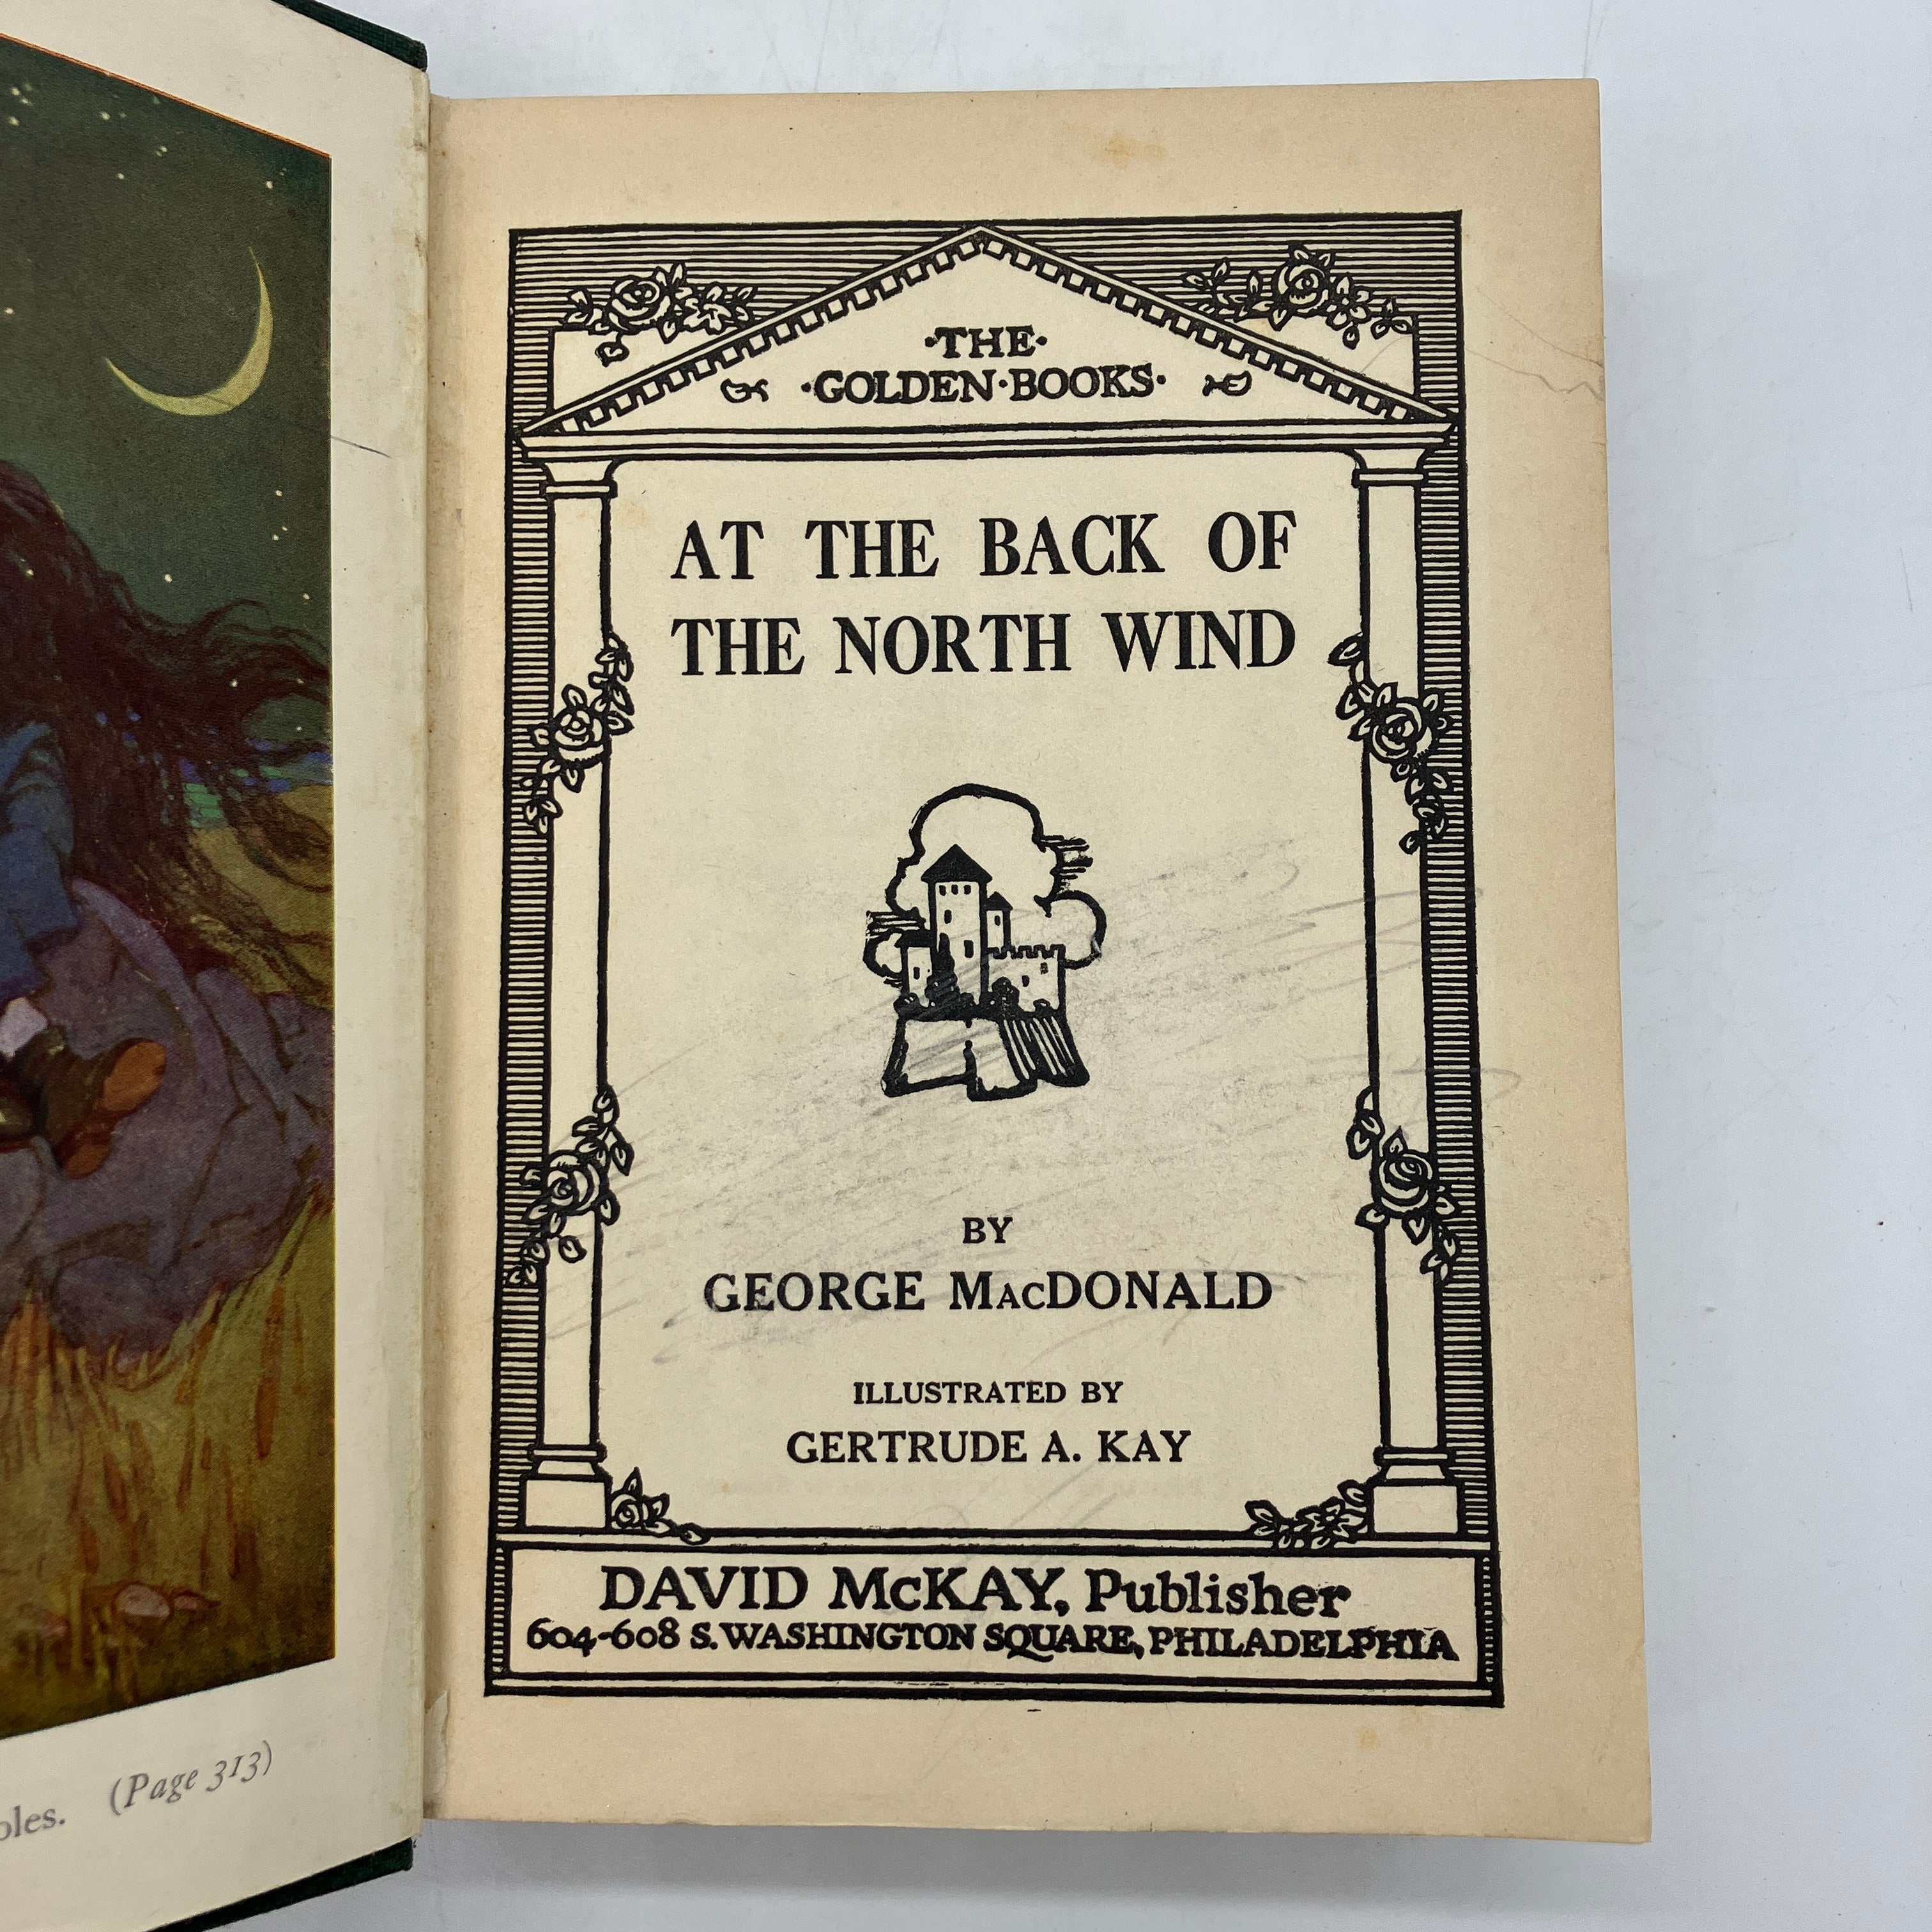 (Page 313)
·THE·
·GOLDEN·BOOKS·
AT THE BACK OF
THE NORTH WIND
BY
GEORGE MacDONALD
ILLUSTRATED BY
GERTRUDE A. KAY
DAVID McKAY, Publisher
604-608 S. WASHINGTON SQUARE, PHILADELPHIA